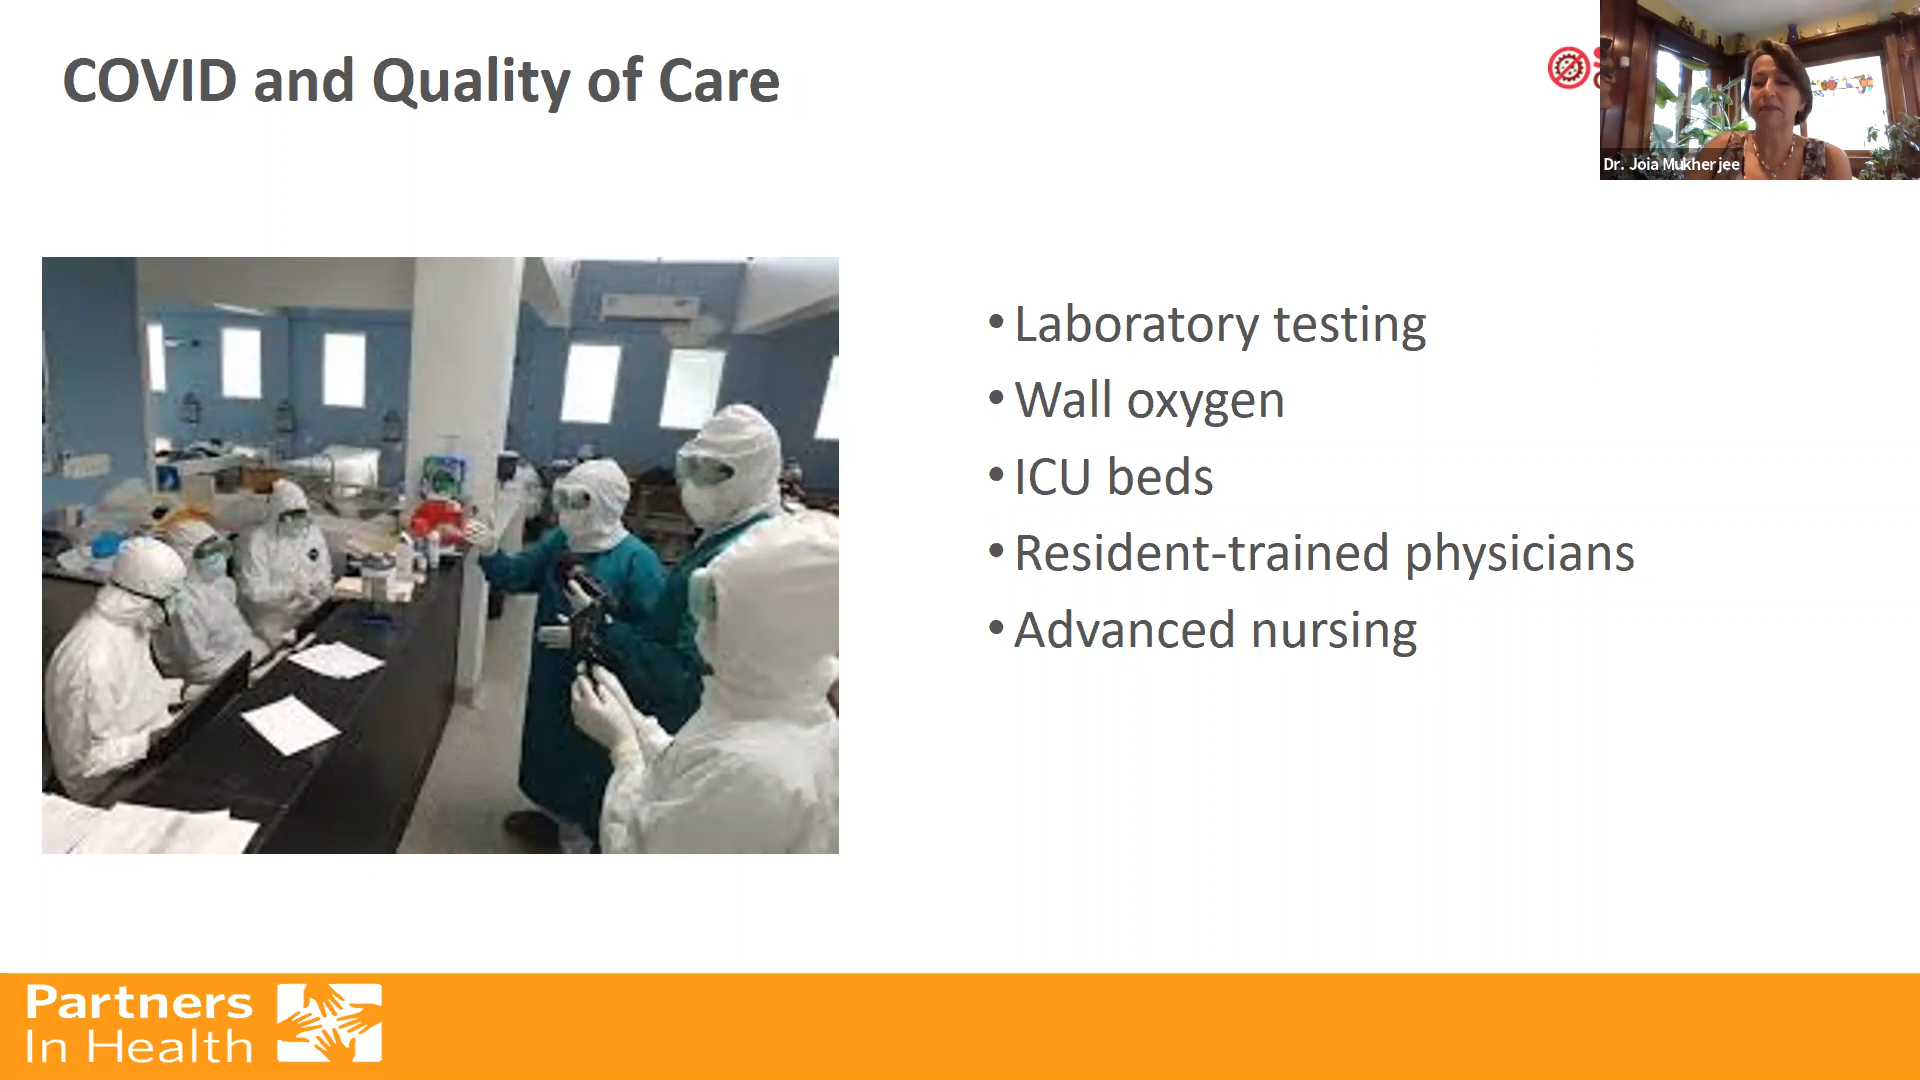 COVID and Quality of Care
Dr. Joia Mukherjee
• Laboratory testing
• Wall oxygen
• ICU beds
• Resident-trained physicians
• Advanced nursing
Partners
In Health